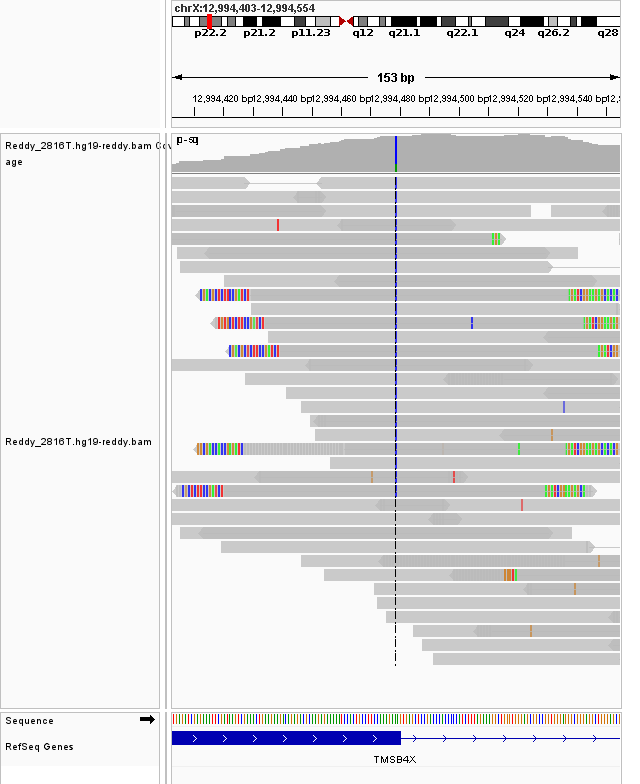 chrX:12,994,403-12,994,554
p22.2 p21.2 p11.23 q12 q21.1 q22.1 q24 q26.2 q28
153 bp
12,994,420 bp 12,994,440 bp 12,994,460 bp 12,994,480 bp 12,994,500 bp 12,994,520 bp 12,994,540 bp
Reddy_2816T.hg19-reddy.bam Cov
age
Reddy_2816T.hg19-reddy.bam
Sequence
RefSeq Genes
TMSB4X